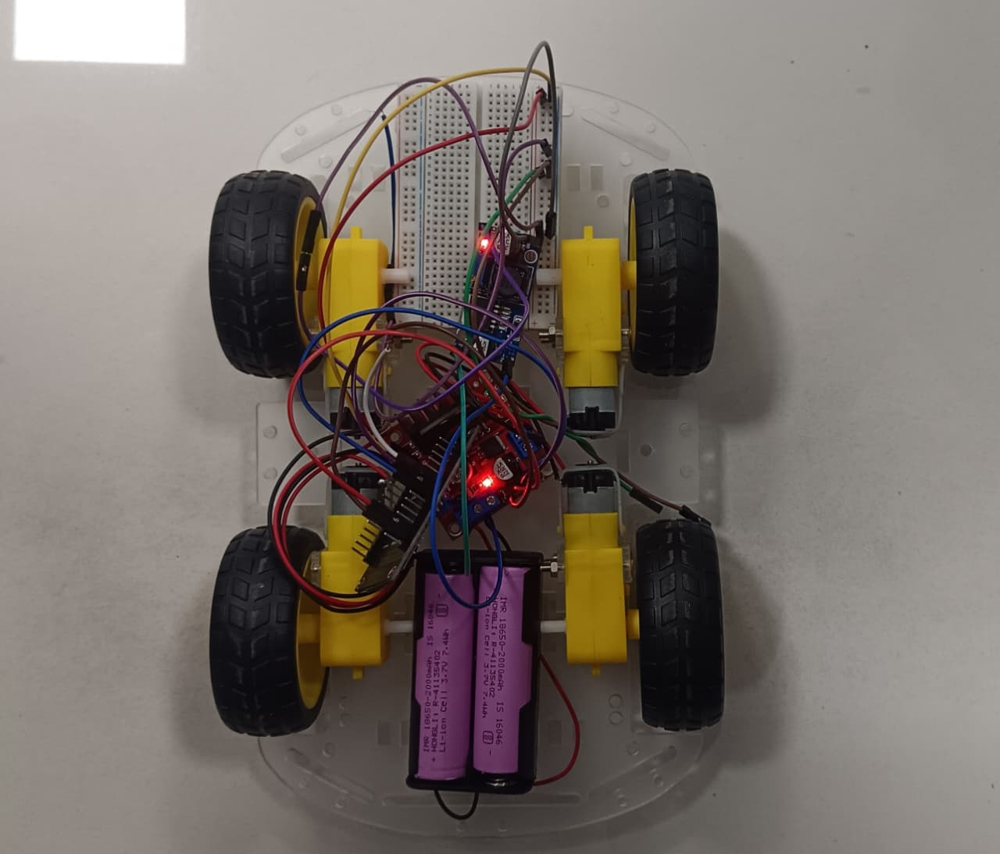 IMR 18650-2000mAh IS 16046
HONGLI: R-41135402
Li-ion Cell 3.7V 7.4Wh
+ -
IMR 18650-2000mAh IS 16046
HONGLI: R-41135402
Li-ion Cell 3.7V 7.4Wh
-